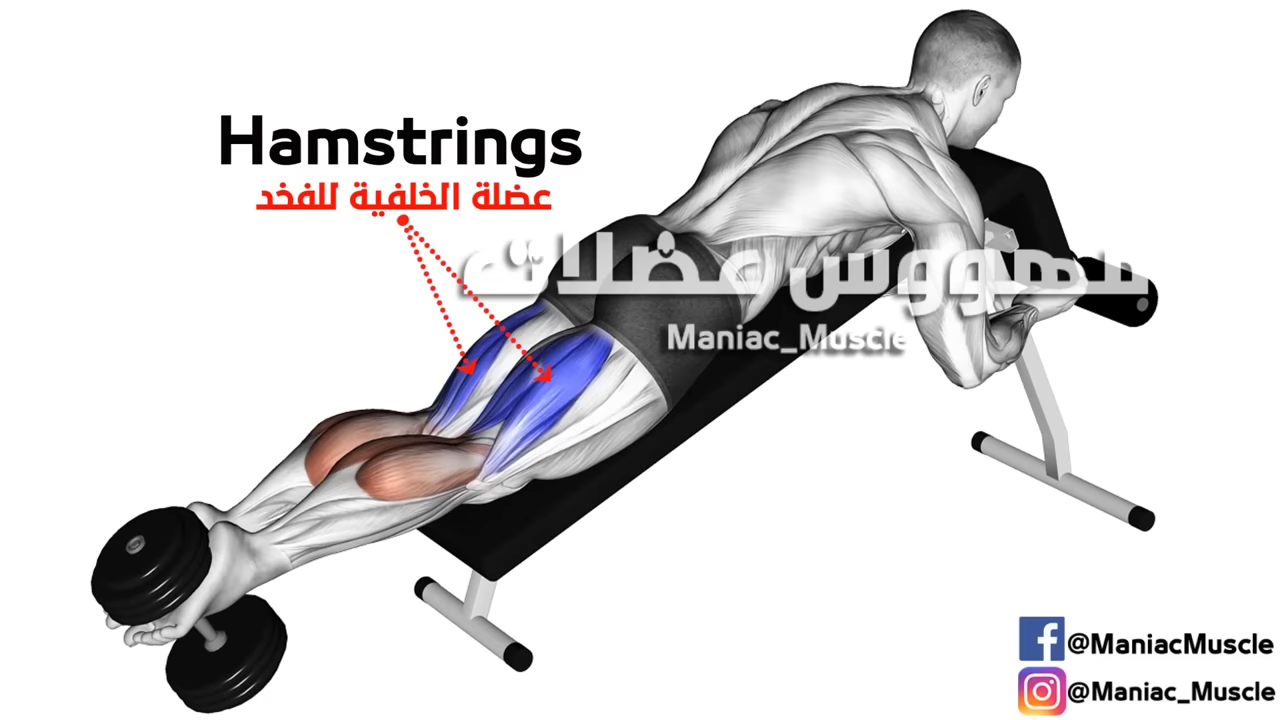 Hamstrings
عضلة الخلفية للفخد
مهووس عضلات
Maniac_Muscle
@ManiacMuscle
@Maniac_Muscle